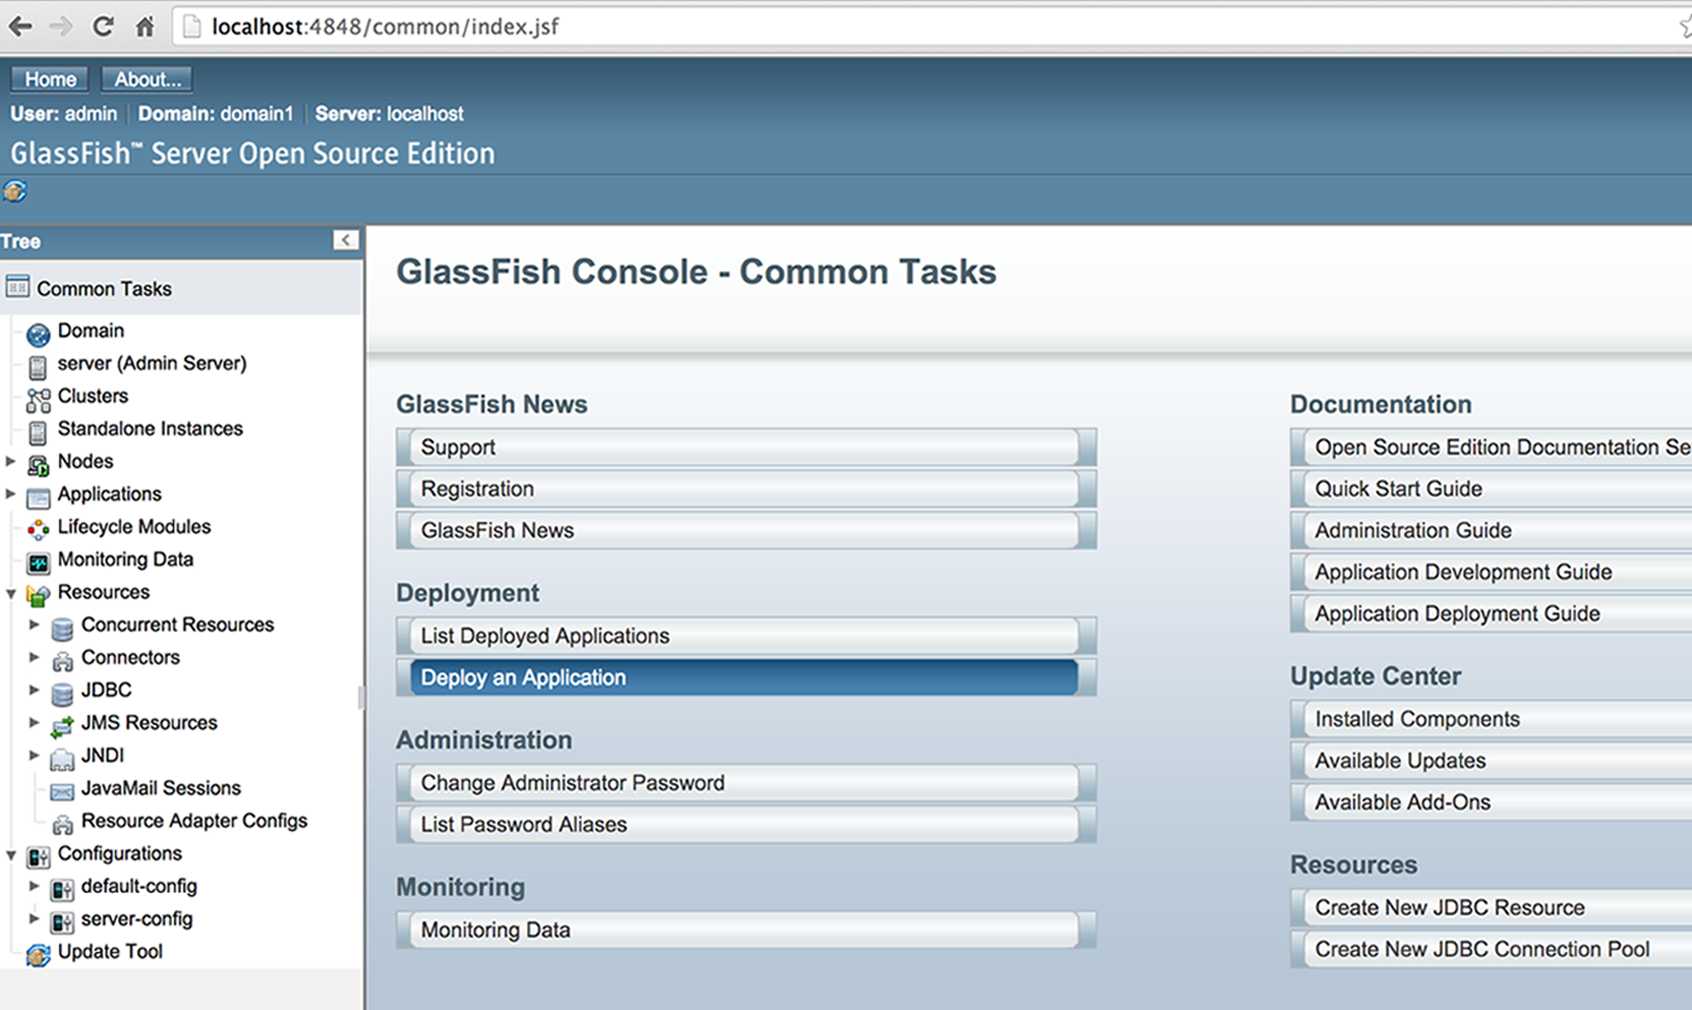 localhost:4848/common/index.jsf
Home About...
User: admin Domain: domain1 Server: localhost
GlassFish™ Server Open Source Edition
Tree
Common Tasks
Domain
server (Admin Server)
Clusters
Standalone Instances
Nodes
Applications
Lifecycle Modules
Monitoring Data
Resources
Concurrent Resources
Connectors
JDBC
JMS Resources
JNDI
JavaMail Sessions
Resource Adapter Configs
Configurations
default-config
server-config
Update Tool
GlassFish Console - Common Tasks
GlassFish News
Support
Registration
GlassFish News
Deployment
List Deployed Applications
Deploy an Application
Administration
Change Administrator Password
List Password Aliases
Monitoring
Monitoring Data
Documentation
Open Source Edition Documentation Se
Quick Start Guide
Administration Guide
Application Development Guide
Application Deployment Guide
Update Center
Installed Components
Available Updates
Available Add-Ons
Resources
Create New JDBC Resource
Create New JDBC Connection Pool